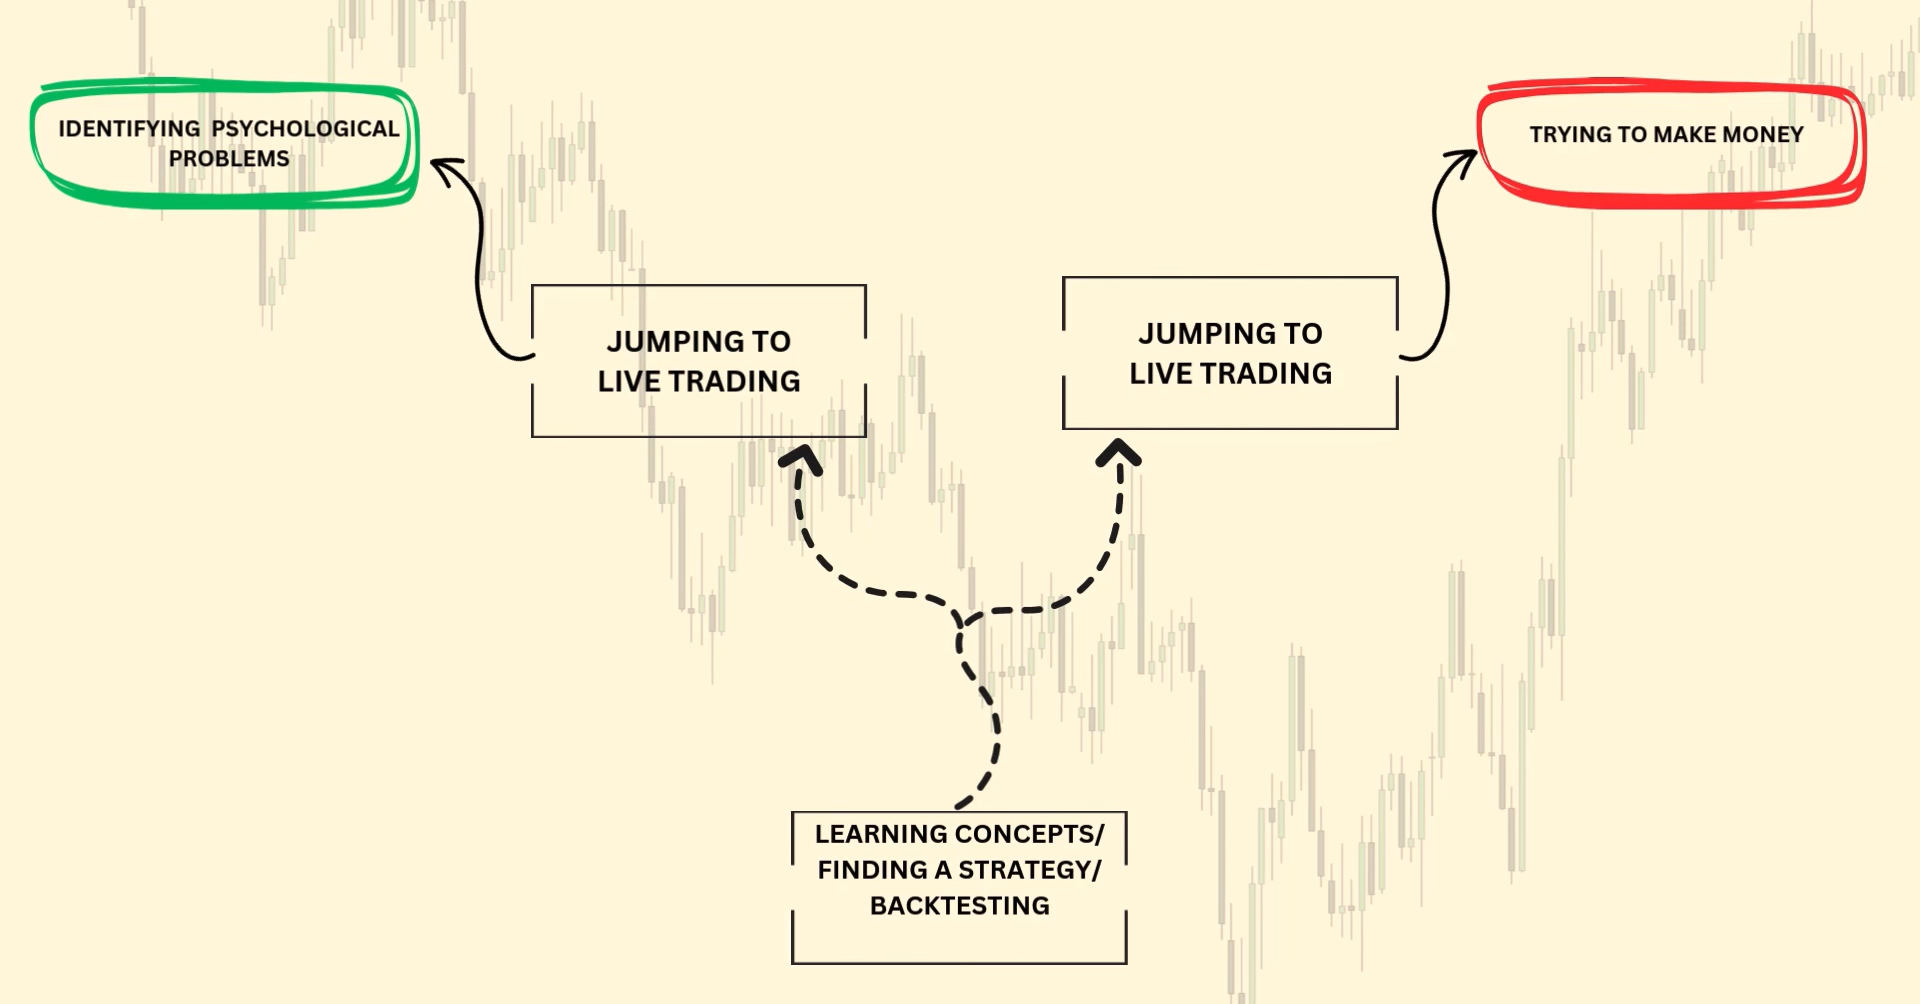 IDENTIFYING PSYCHOLOGICAL
PROBLEMS
TRYING TO MAKE MONEY
JUMPING TO
LIVE TRADING
JUMPING TO
LIVE TRADING
LEARNING CONCEPTS/
FINDING A STRATEGY/
BACKTESTING